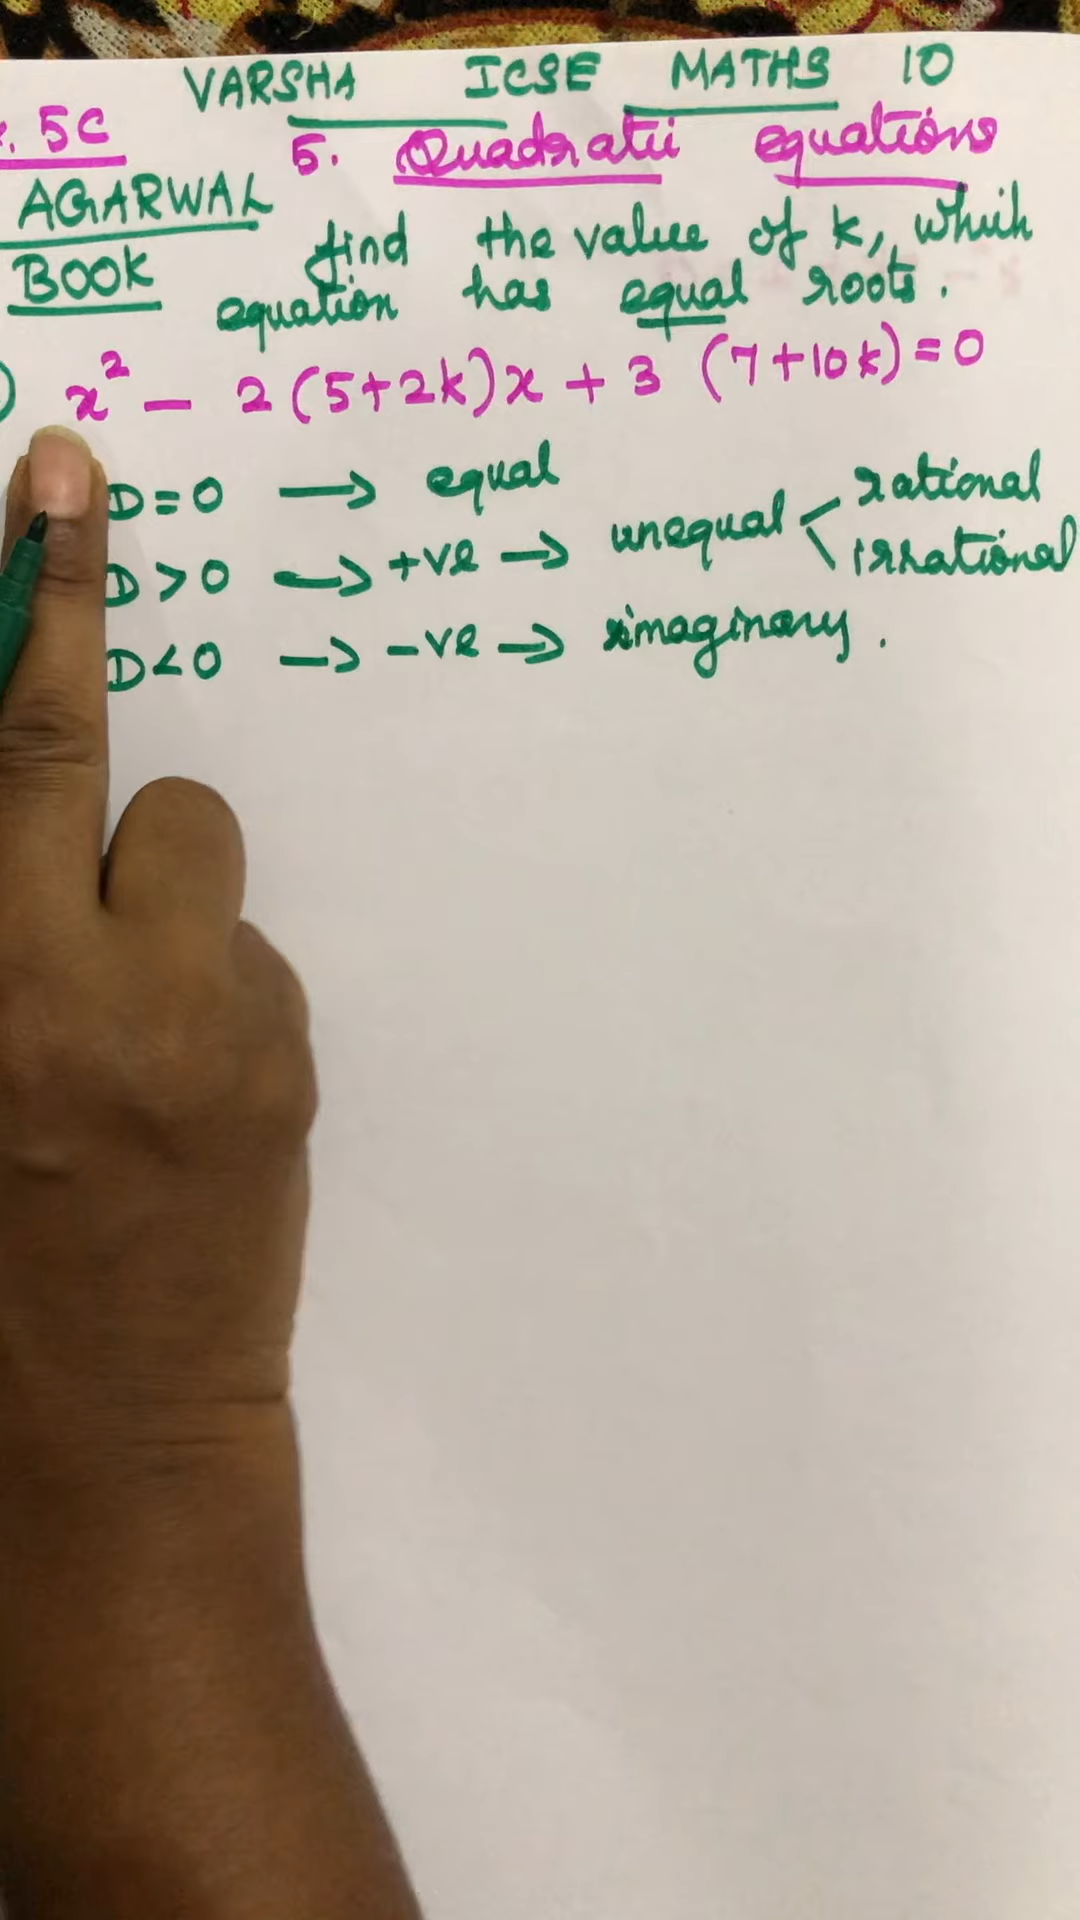 VARSHA ICSE MATHS 10
. 5C 5. Quadratic equations
AGARWAL
BOOK find the value of k, which
equation has equal roots.
) x² - 2(5+2k)x + 3 (7+10k)=0
D=0 → equal
D>0 → +ve → unequal < rational
irrational
D<0 → -ve → imaginary.